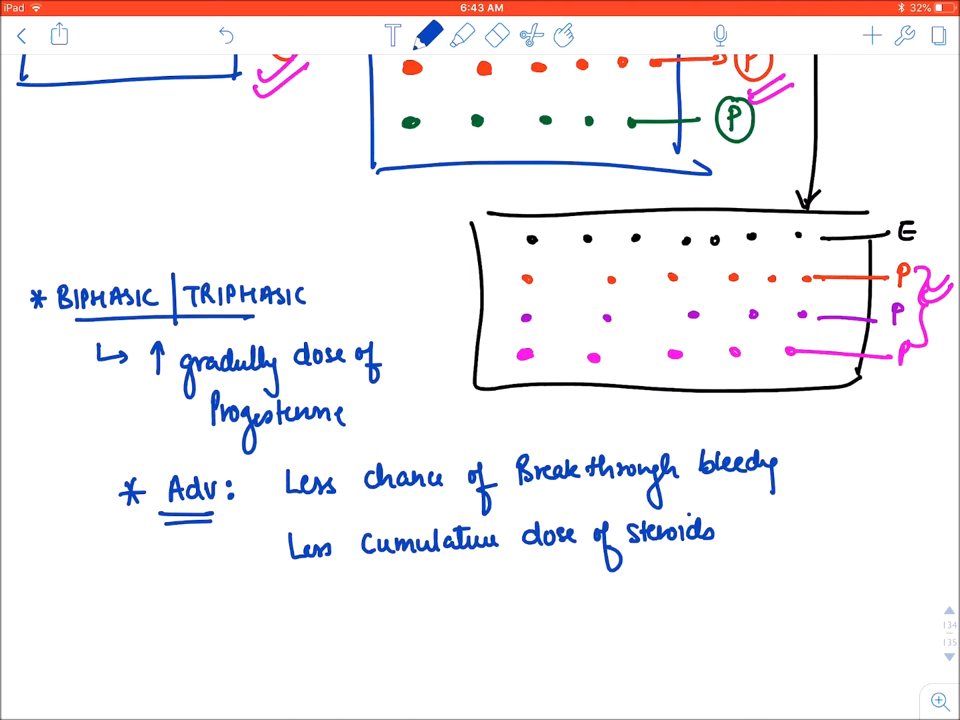 iPad
6:43 AM
32%
T
P
P
E
P
P
P
* BIPHASIC | TRIPHASIC
↳ ↑ gradully dose of
Progesterone
* Adv: Less chance of Breakthrough bleedy
Less cumulative dose of steroids
134
135